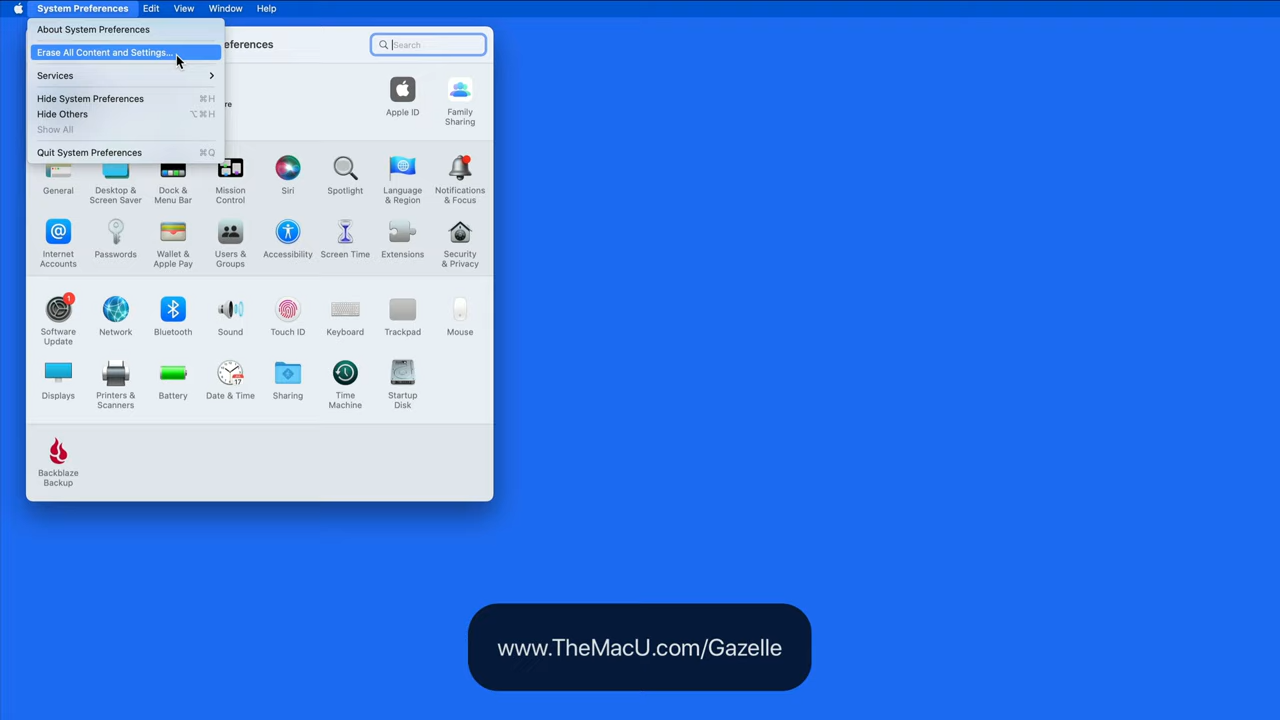 System Preferences Edit View Window Help
About System Preferences
Erase All Content and Settings...
Services
Hide System Preferences ⌘H
Hide Others ⌥⌘H
Show All
Quit System Preferences ⌘Q
eferences
Search
re
Apple ID
Family
Sharing
General
Desktop &
Screen Saver
Dock &
Menu Bar
Mission
Control
Siri
Spotlight
Language
& Region
Notifications
& Focus
Internet
Accounts
Passwords
Wallet &
Apple Pay
Users &
Groups
Accessibility
Screen Time
Extensions
Security
& Privacy
1
Software
Update
Network
Bluetooth
Sound
Touch ID
Keyboard
Trackpad
Mouse
Displays
Printers &
Scanners
Battery
17
Date & Time
Sharing
Time
Machine
Startup
Disk
Backblaze
Backup
www.TheMacU.com/Gazelle